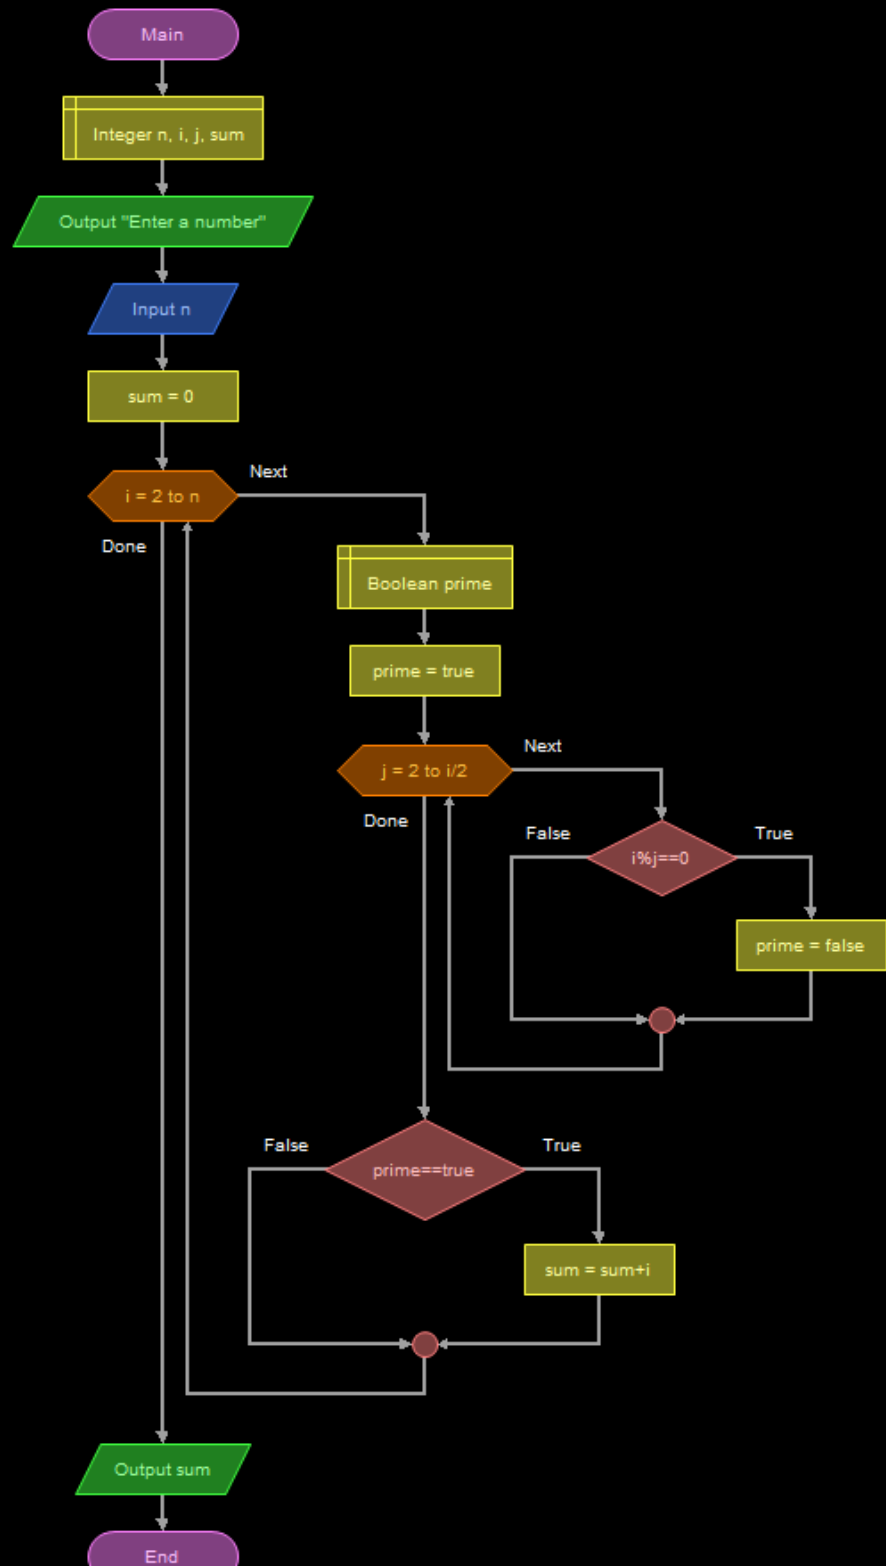 Main
Integer n, i, j, sum
Output "Enter a number"
Input n
sum = 0
i = 2 to n
Next
Done
Boolean prime
prime = true
j = 2 to i/2
Next
Done
i%j==0
False
True
prime = false
prime==true
False
True
sum = sum+i
Output sum
End